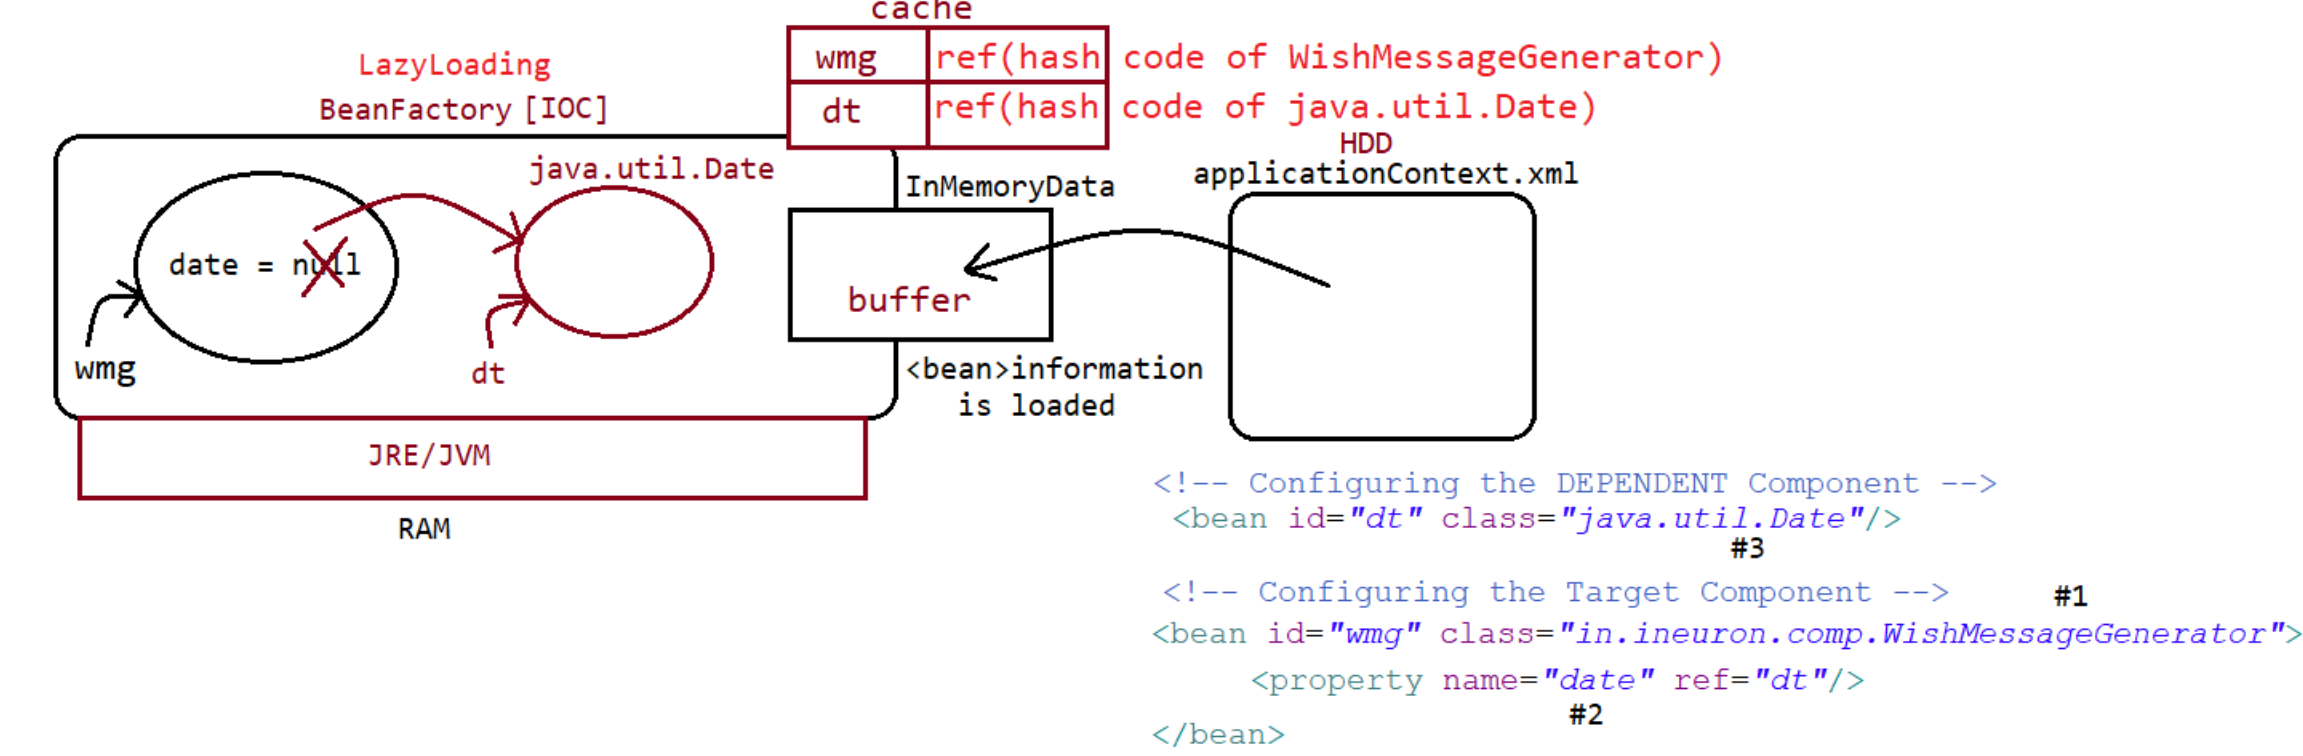 cache
wmg ref(hash code of WishMessageGenerator)
dt ref(hash code of java.util.Date)
LazyLoading
BeanFactory [IOC]
java.util.Date
date = null
wmg
dt
JRE/JVM
RAM
InMemoryData
buffer
<bean>information
is loaded
HDD
applicationContext.xml
<!-- Configuring the DEPENDENT Component -->
<bean id="dt" class="java.util.Date"/>
#3
<!-- Configuring the Target Component --> #1
<bean id="wmg" class="in.ineuron.comp.WishMessageGenerator">
<property name="date" ref="dt"/>
#2
</bean>